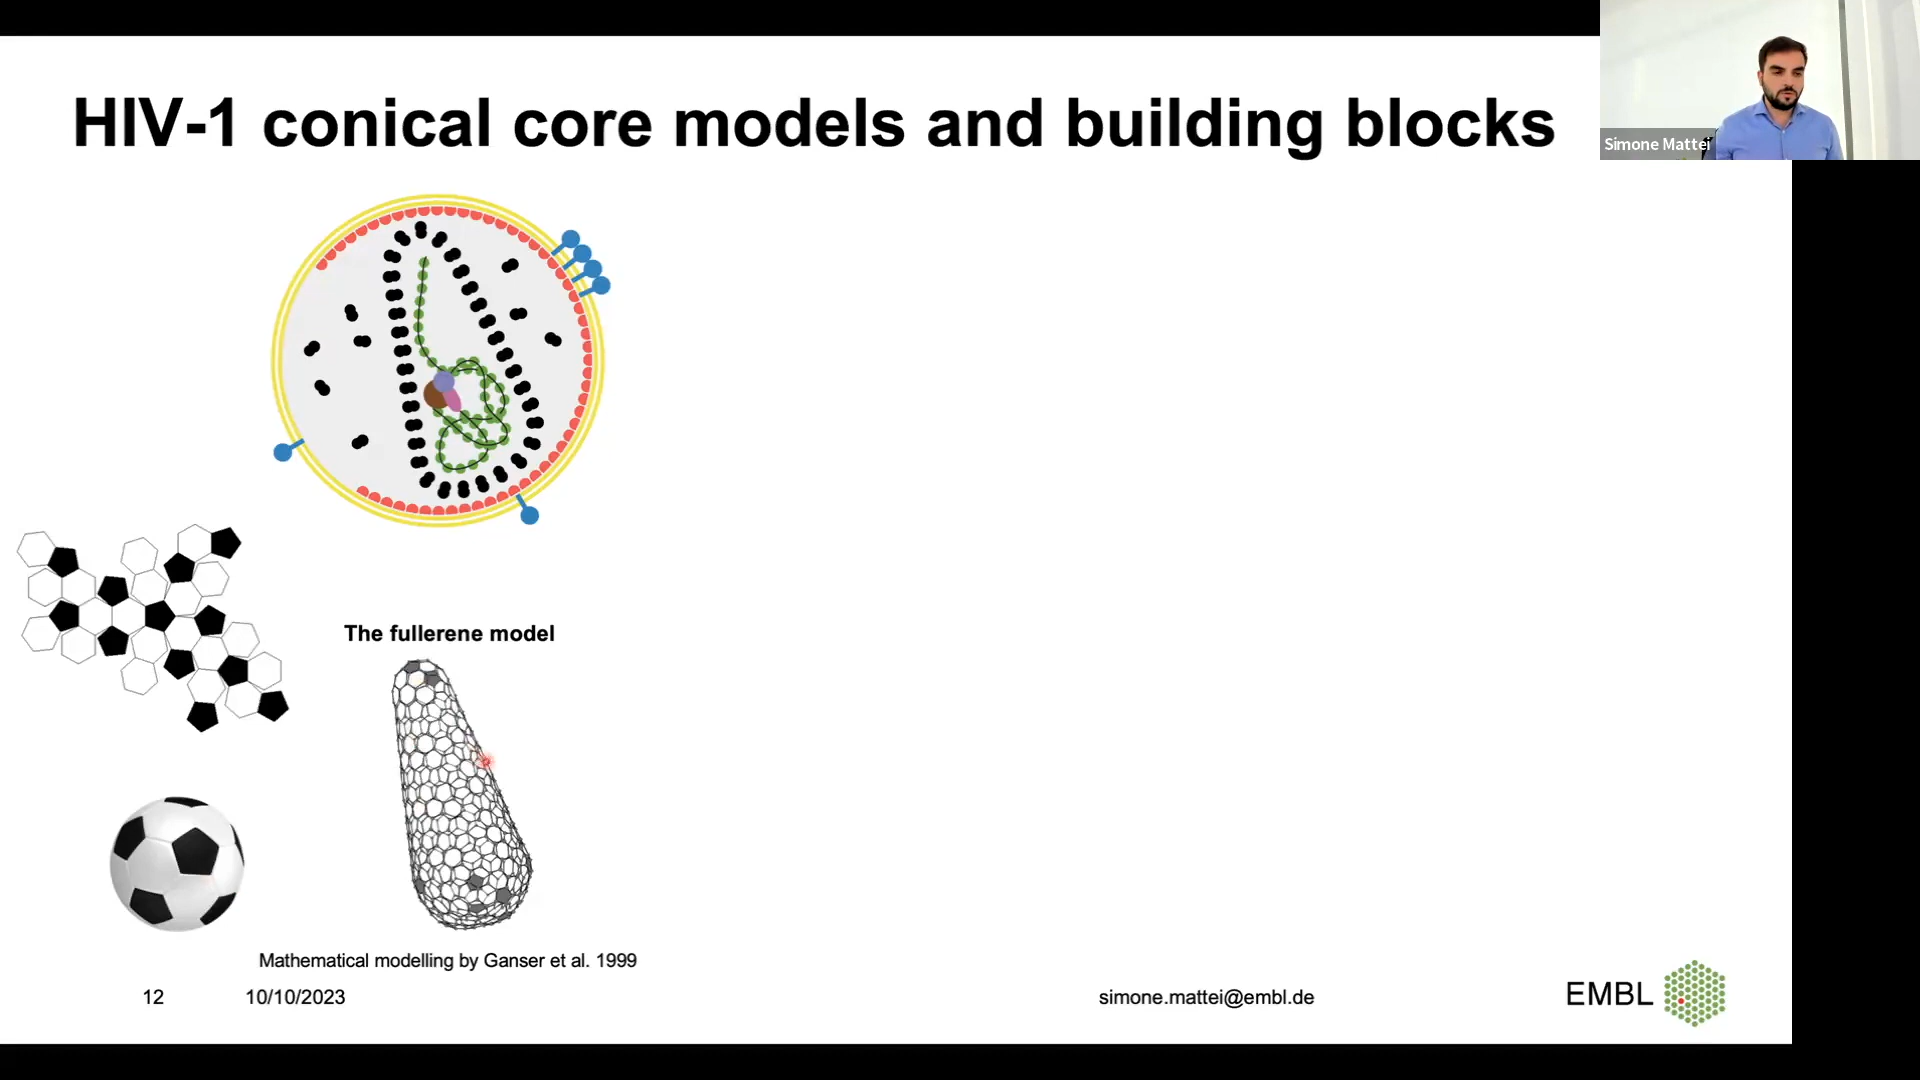 HIV-1 conical core models and building blocks
Simone Mattei
The fullerene model
Mathematical modelling by Ganser et al. 1999
12
10/10/2023
simone.mattei@embl.de
EMBL